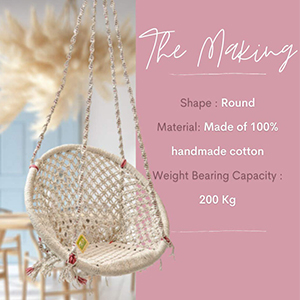 The Making
Shape : Round
Material: Made of 100%
handmade cotton
Weight Bearing Capacity :
200 Kg